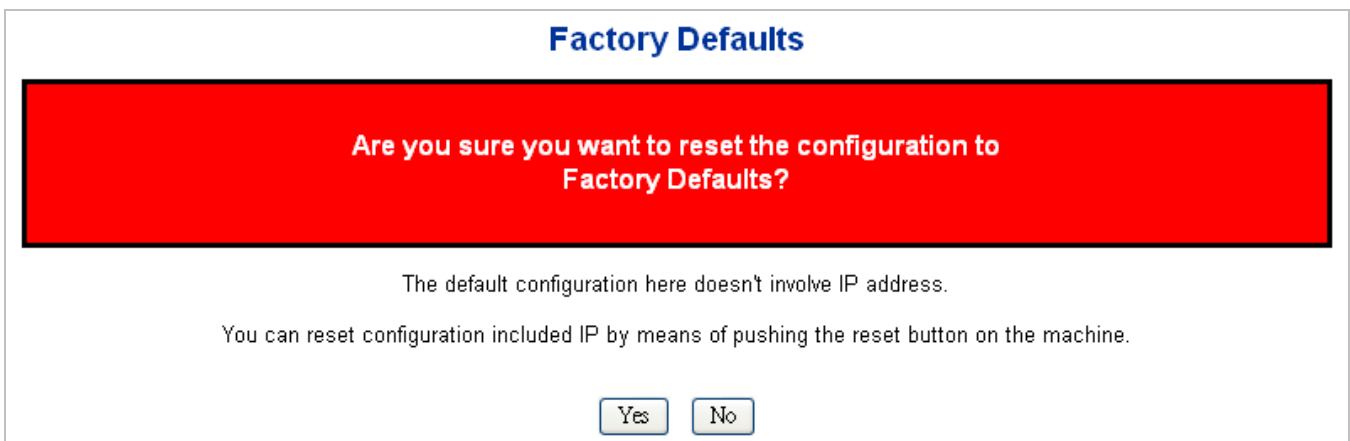 Factory Defaults
Are you sure you want to reset the configuration to
Factory Defaults?
The default configuration here doesn't involve IP address.
You can reset configuration included IP by means of pushing the reset button on the machine.
Yes
No